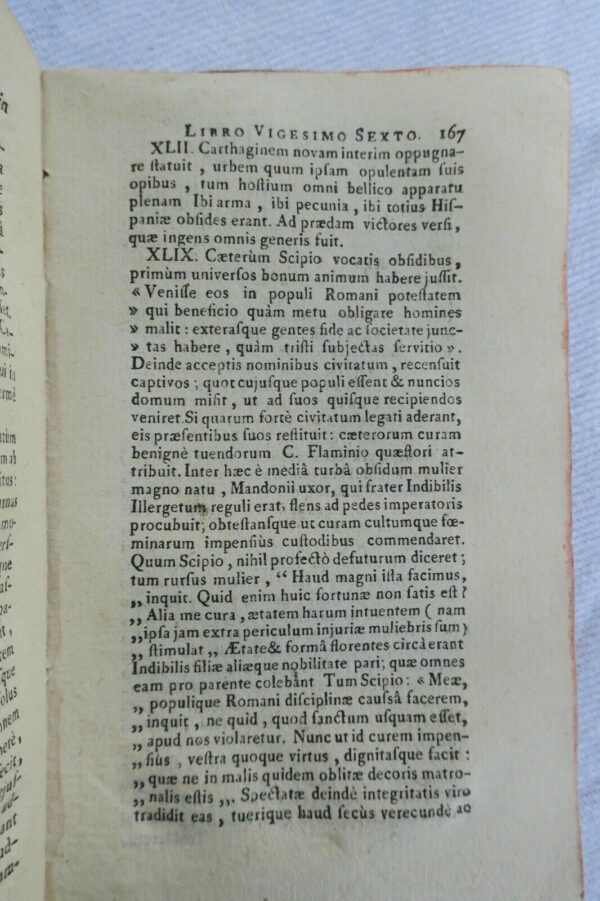 LIBRO VIGESIMO SEXTO. 167
XLII. Carthaginem novam interim oppugna-
re ſtatuit , urbem quum ipſam opulentam ſuis
opibus , tum hoſtium omni bellico apparatu
plenam Ibi arma , ibi pecunia , ibi totius Hiſ-
paniæ obſides erant. Ad prædam victores verſi,
quæ ingens omnis generis fuit.
XLIX. Cæterùm Scipio vocatis obſidibus ,
primùm univerſos bonum animum habere juſſit.
« Veniſſe eos in populi Romani poteſtatem
» qui beneficio quàm metu obligare homines
» malit : exteraſque gentes fide ac ſocietate junc-
» tas habere , quàm triſti ſubjectas ſervitio ».
Deinde acceptis nominibus civitatum , recenſuit
captivos ; quot cujuſque populi eſſent & nuncios
domum miſit , ut ad ſuos quiſque recipiendos
veniret. Si quarum fortè civitatum legati aderant,
eis præſentibus ſuos reſtituit : cæterorum curam
benignè tuendorum C. Flaminio quæſtori at-
tribuit. Inter hæc è mediâ turbâ obſidum mulier
magno natu , Mandonii uxor, qui frater Indibilis
Illergetum reguli erat, flens ad pedes imperatoris
procubuit; obteſtanſque ut curam cultumque fœ-
minarum impenſiùs cuſtodibus commendaret.
Quum Scipio , nihil profectò defuturum diceret ;
tum rurſus mulier , “ Haud magni iſta facimus,
„ inquit. Quid enim huic fortunæ non ſatis eſt ?
„ Alia me cura , ætatem harum intuentem ( nam
„ ipſa jam extra periculum injuriæ muliebris ſum)
„ ſtimulat „ Ætate & formâ florentes circà erant
Indibilis filiæ aliæque nobilitate pari; quæ omnes
eam pro parente colebant Tum Scipio : « Meæ,
„ populique Romani diſciplinæ cauſſâ facerem,
„ inquit , ne quid , quod ſanctum uſquam eſſet,
„ apud nos violaretur. Nunc ut id curem impen-
„ ſiùs , veſtra quoque virtus , dignitaſque facit :
„ quæ ne in malis quidem oblitæ decoris matro-
„ nalis eſtis „. Spectatæ deindè integritatis viro
tradidit eas , tuerique haud ſecùs verecundè ac